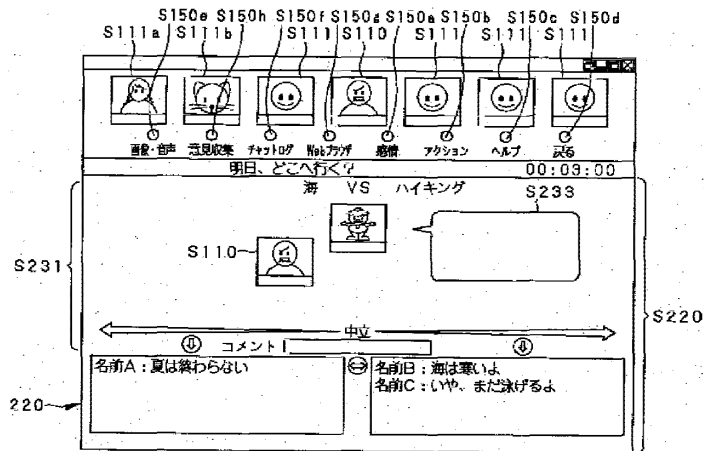 S150e S150h S150f S150g S150a S150b S150c S150d
S111a S111b S111 S110 S111 S111 S111
画像・音声 意見収集 チャットログ Webブラウザ 感情 アクション ヘルプ 戻る
明日、どこへ行く? 00:03:00
海 VS ハイキング S233
S110
S231
S220
中立
コメント
名前A:夏は終わらない
名前B:海は寒いよ
名前C:いや、まだ泳げるよ
220